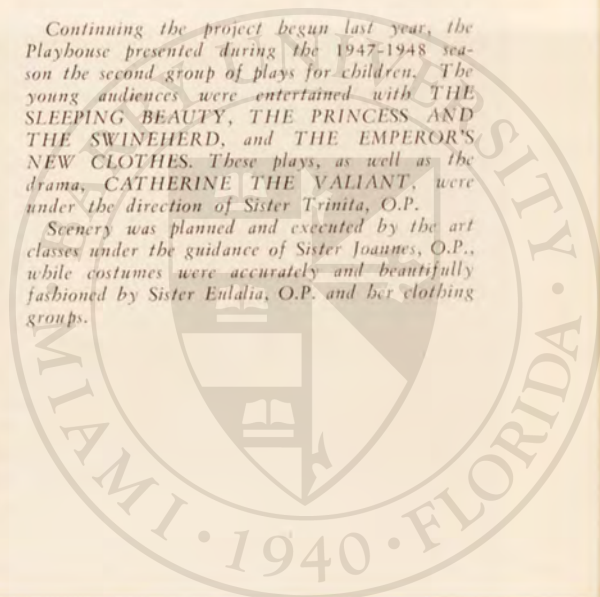 Continuing the project begun last year, the
Playhouse presented during the 1947-1948 sea-
son the second group of plays for children. The
young audiences were entertained with THE
SLEEPING BEAUTY, THE PRINCESS AND
THE SWINEHERD, and THE EMPEROR'S
NEW CLOTHES. These plays, as well as the
drama, CATHERINE THE VALIANT, were
under the direction of Sister Trinita, O.P.
Scenery was planned and executed by the art
classes under the guidance of Sister Joannes, O.P.,
while costumes were accurately and beautifully
fashioned by Sister Eulalia, O.P. and her clothing
groups.
BARRY UNIVERSITY
MIAMI · 1940 · FLORIDA